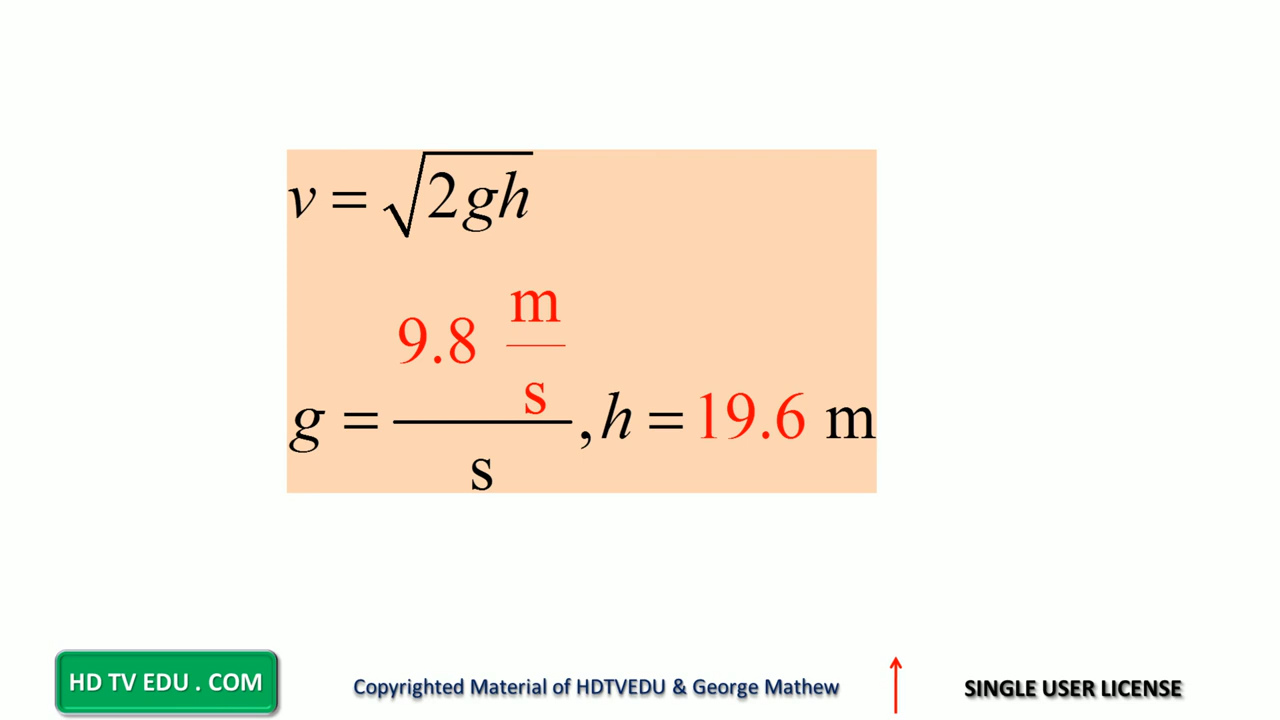 v = √2gh
g = 9.8 m/s / s , h = 19.6 m
HD TV EDU . COM
Copyrighted Material of HDTVEDU & George Mathew
SINGLE USER LICENSE